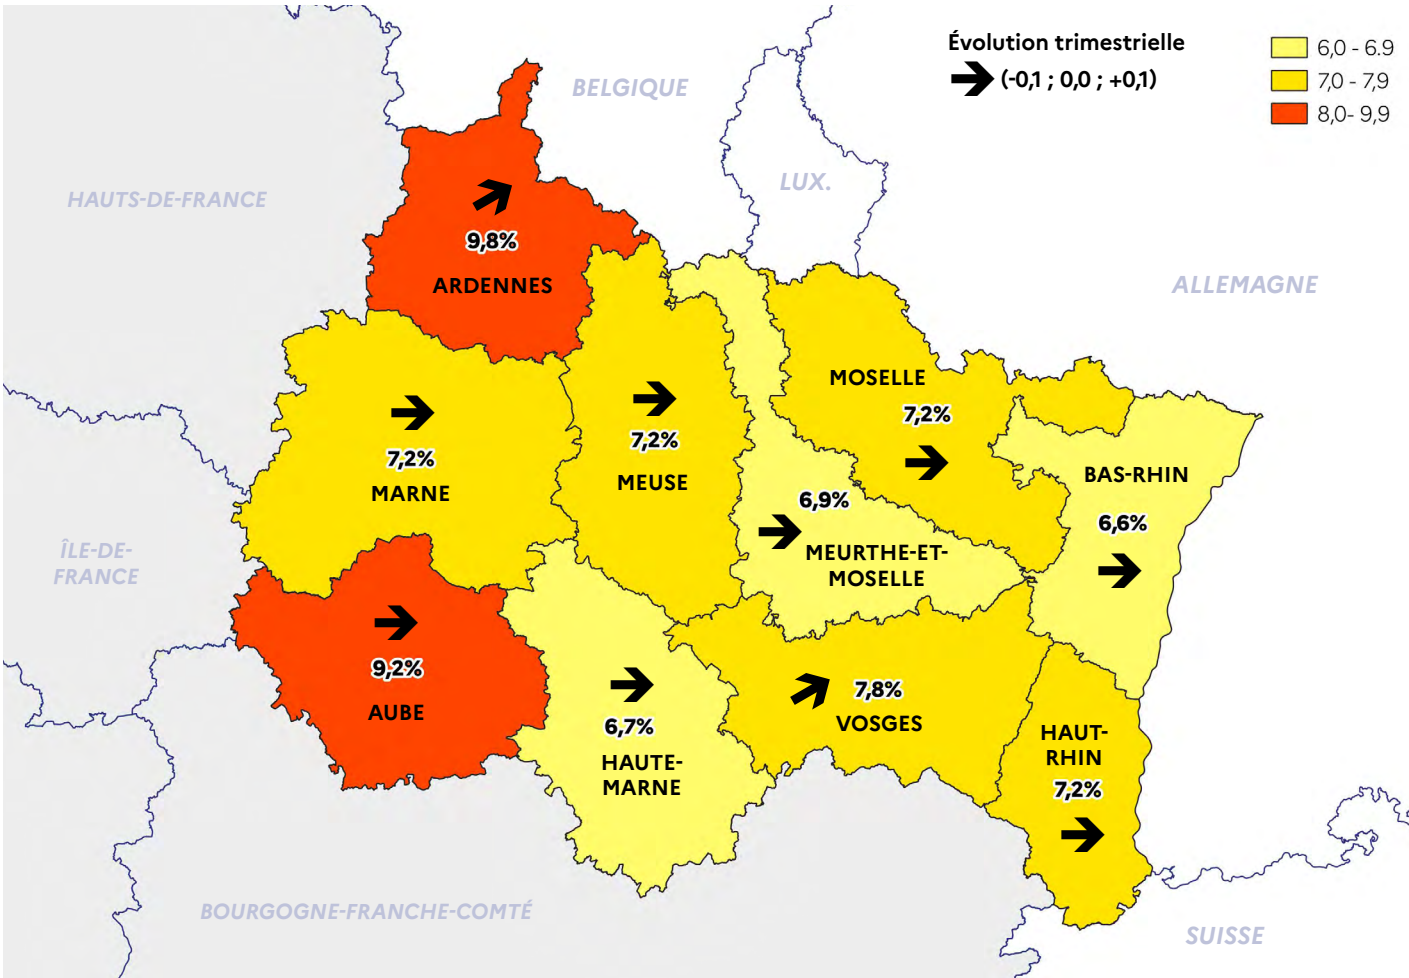 Évolution trimestrielle
(-0,1 ; 0,0 ; +0,1)
6,0 - 6.9
7,0 - 7,9
8,0- 9,9
BELGIQUE
LUX.
HAUTS-DE-FRANCE
ALLEMAGNE
9,8%
ARDENNES
MOSELLE
7,2%
7,2%
MARNE
7,2%
MEUSE
BAS-RHIN
6,6%
6,9%
MEURTHE-ET-
MOSELLE
ÎLE-DE-
FRANCE
9,2%
AUBE
6,7%
HAUTE-
MARNE
7,8%
VOSGES
HAUT-
RHIN
7,2%
BOURGOGNE-FRANCHE-COMTÉ
SUISSE